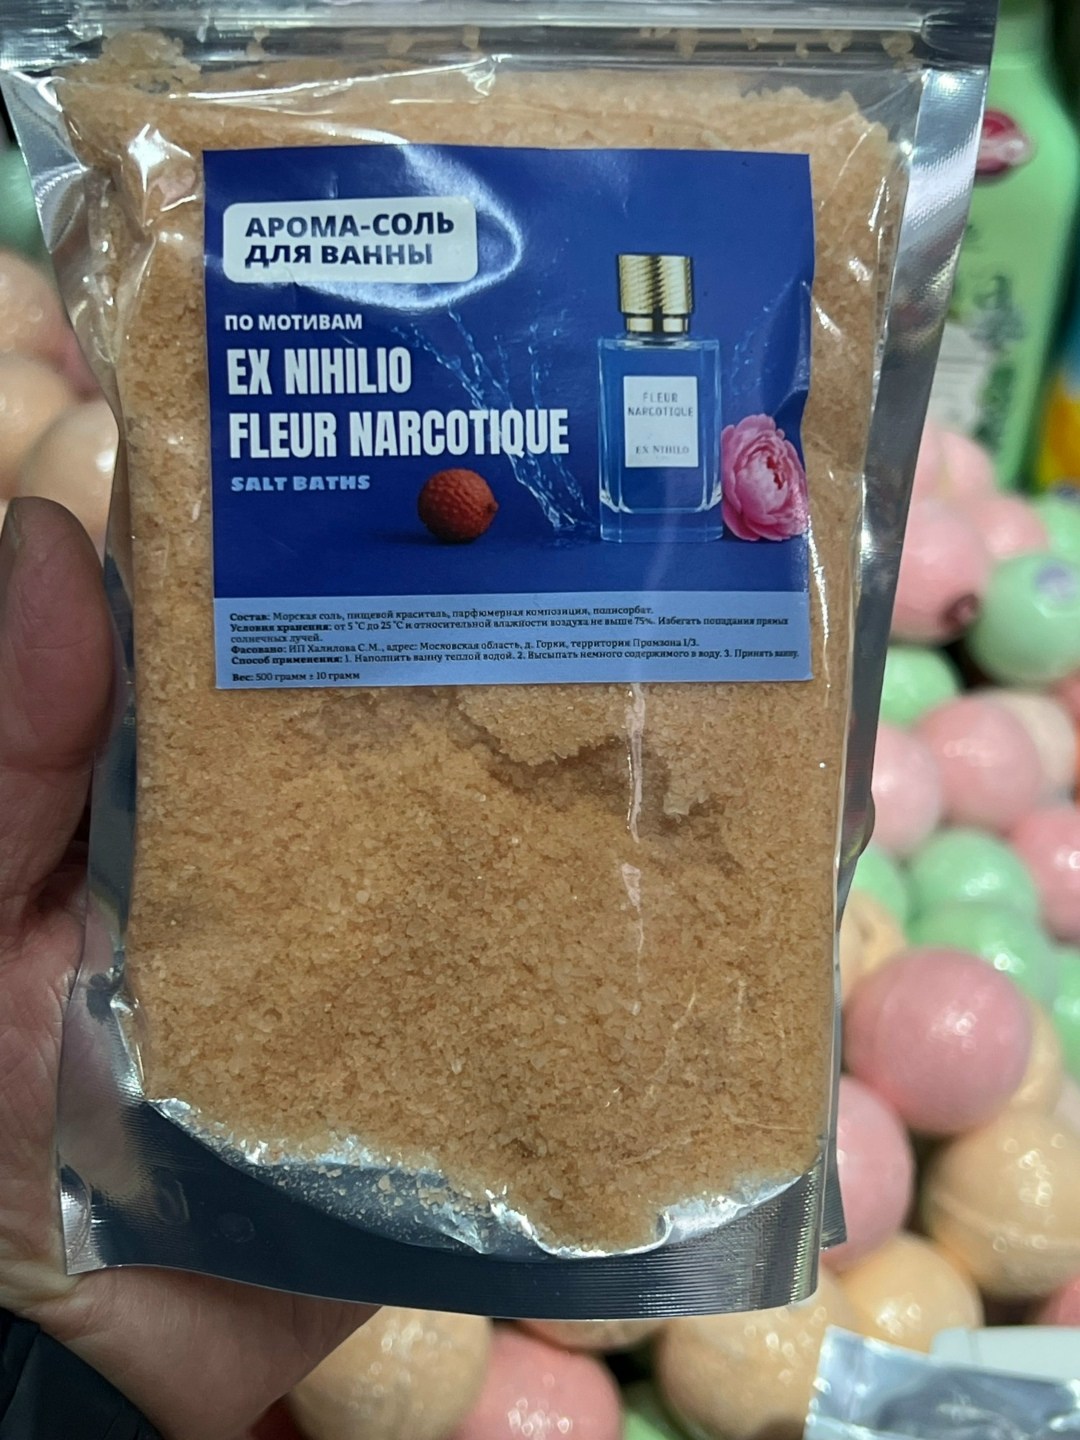 АРОМА-СОЛЬ
ДЛЯ ВАННЫ
ПО МОТИВАМ
EX NIHILIO
FLEUR NARCOTIQUE
SALT BATHS
FLEUR
NARCOTIQUE
EX NIHILO
Состав: Морская соль, пищевой краситель, парфюмерная композиция, полисорбат.
Условия хранения: от 5 °С до 25 °С и относительной влажности воздуха не выше 75%. Избегать попадания прямых
солнечных лучей.
Фасовано: ИП Халилова С.М., адрес: Московская область, д. Горки, территория Промзона 1/3.
Способ применения: 1. Наполнить ванну теплой водой. 2. Высыпать немного содержимого в воду. 3. Принять ванну.
Вес: 500 грамм ± 10 грамм